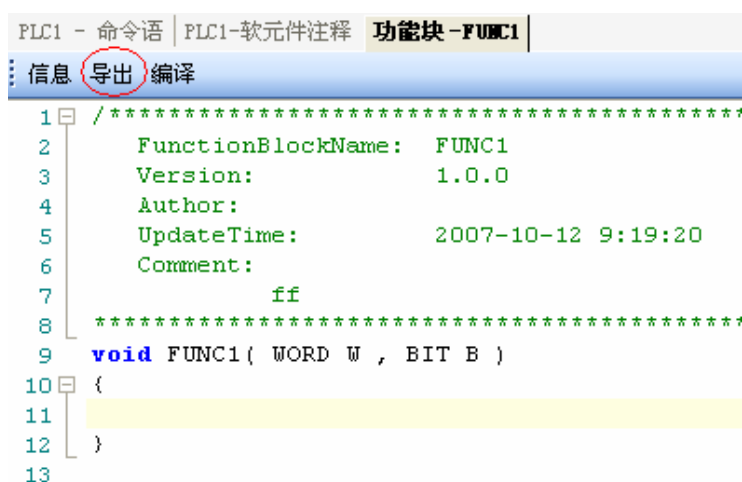 PLC1 - 命令语 PLC1-软元件注释 功能块-FUNC1
信息 导出 编译
1 /*******************************************
2 FunctionBlockName: FUNC1
3 Version: 1.0.0
4 Author:
5 UpdateTime: 2007-10-12 9:19:20
6 Comment:
7 ff
8 *******************************************
9 void FUNC1( WORD W , BIT B )
10 {
11
12 }
13